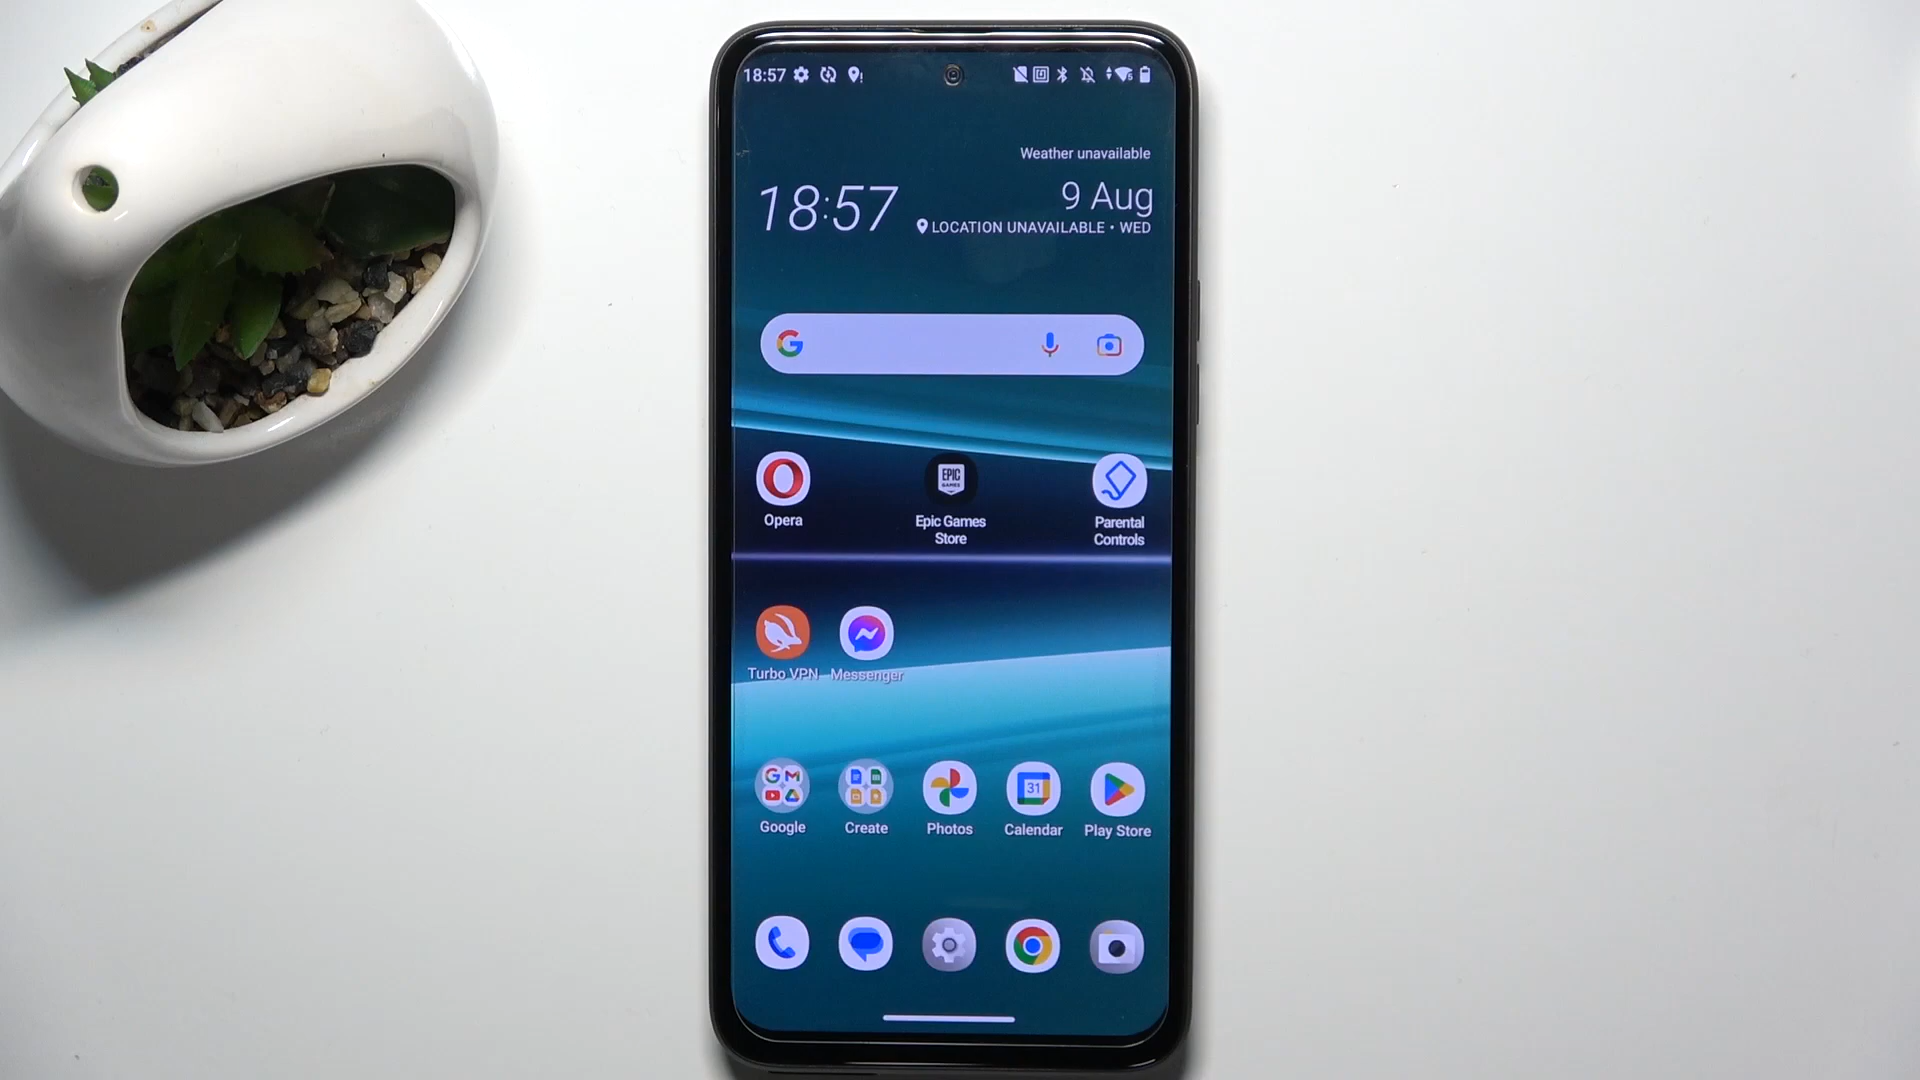 18:57
Weather unavailable
18:57
9 Aug
LOCATION UNAVAILABLE • WED
EPIC
GAMES
Opera
Epic Games
Store
Parental
Controls
Turbo VPN
Messenger
31
Google
Create
Photos
Calendar
Play Store